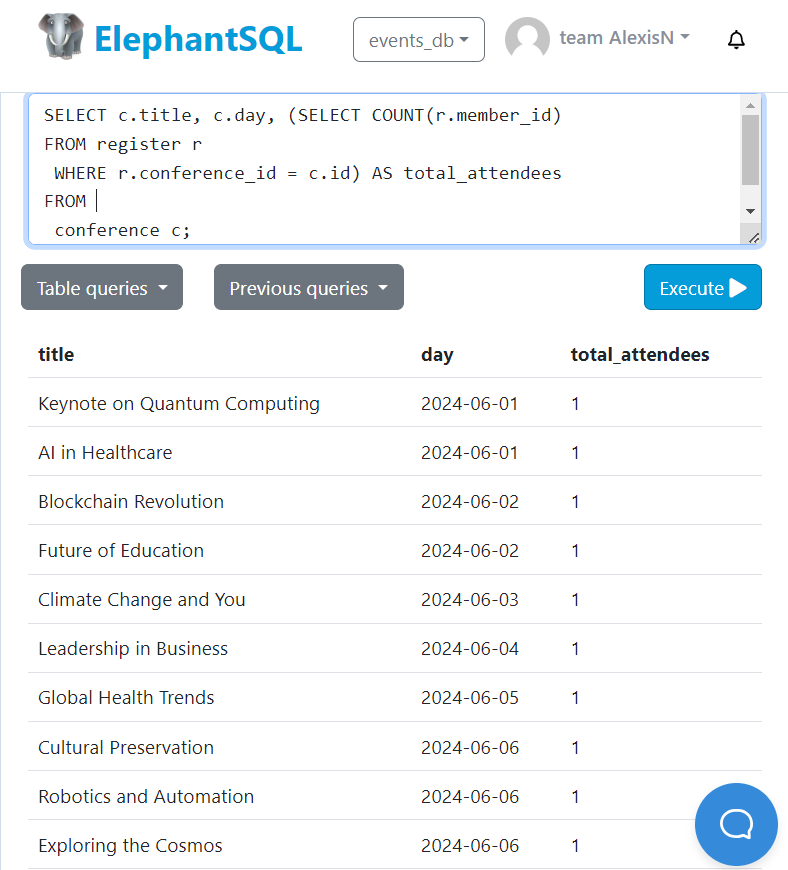 ElephantSQL
events_db
team AlexisN
SELECT c.title, c.day, (SELECT COUNT(r.member_id)
FROM register r
WHERE r.conference_id = c.id) AS total_attendees
FROM
conference c;
Table queries
Previous queries
Execute
title day total_attendees
Keynote on Quantum Computing 2024-06-01 1
AI in Healthcare 2024-06-01 1
Blockchain Revolution 2024-06-02 1
Future of Education 2024-06-02 1
Climate Change and You 2024-06-03 1
Leadership in Business 2024-06-04 1
Global Health Trends 2024-06-05 1
Cultural Preservation 2024-06-06 1
Robotics and Automation 2024-06-06 1
Exploring the Cosmos 2024-06-06 1